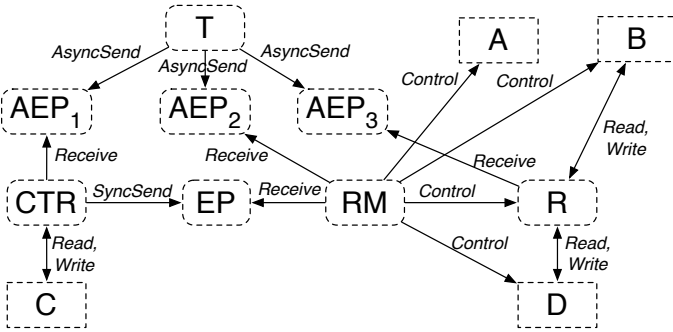 T
A
B
AsyncSend
AsyncSend
AsyncSend
Control
Control
AEP1
AEP2
AEP3
Read,
Write
Receive
Receive
Receive
CTR
SyncSend
EP
Receive
RM
Control
R
Read,
Write
Control
Read,
Write
C
D